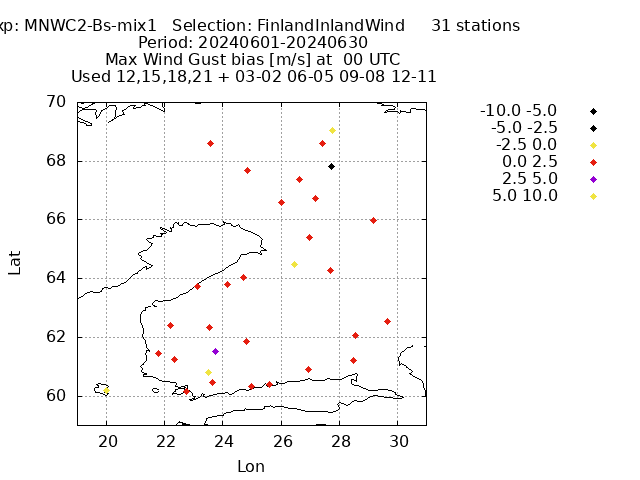 xp: MNWC2-Bs-mix1 Selection: FinlandInlandWind 31 stations
Period: 20240601-20240630
Max Wind Gust bias [m/s] at 00 UTC
Used 12,15,18,21 + 03-02 06-05 09-08 12-11
70
68
66
64
62
60
Lat
20 22 24 26 28 30
Lon
-10.0 -5.0
-5.0 -2.5
-2.5 0.0
0.0 2.5
2.5 5.0
5.0 10.0